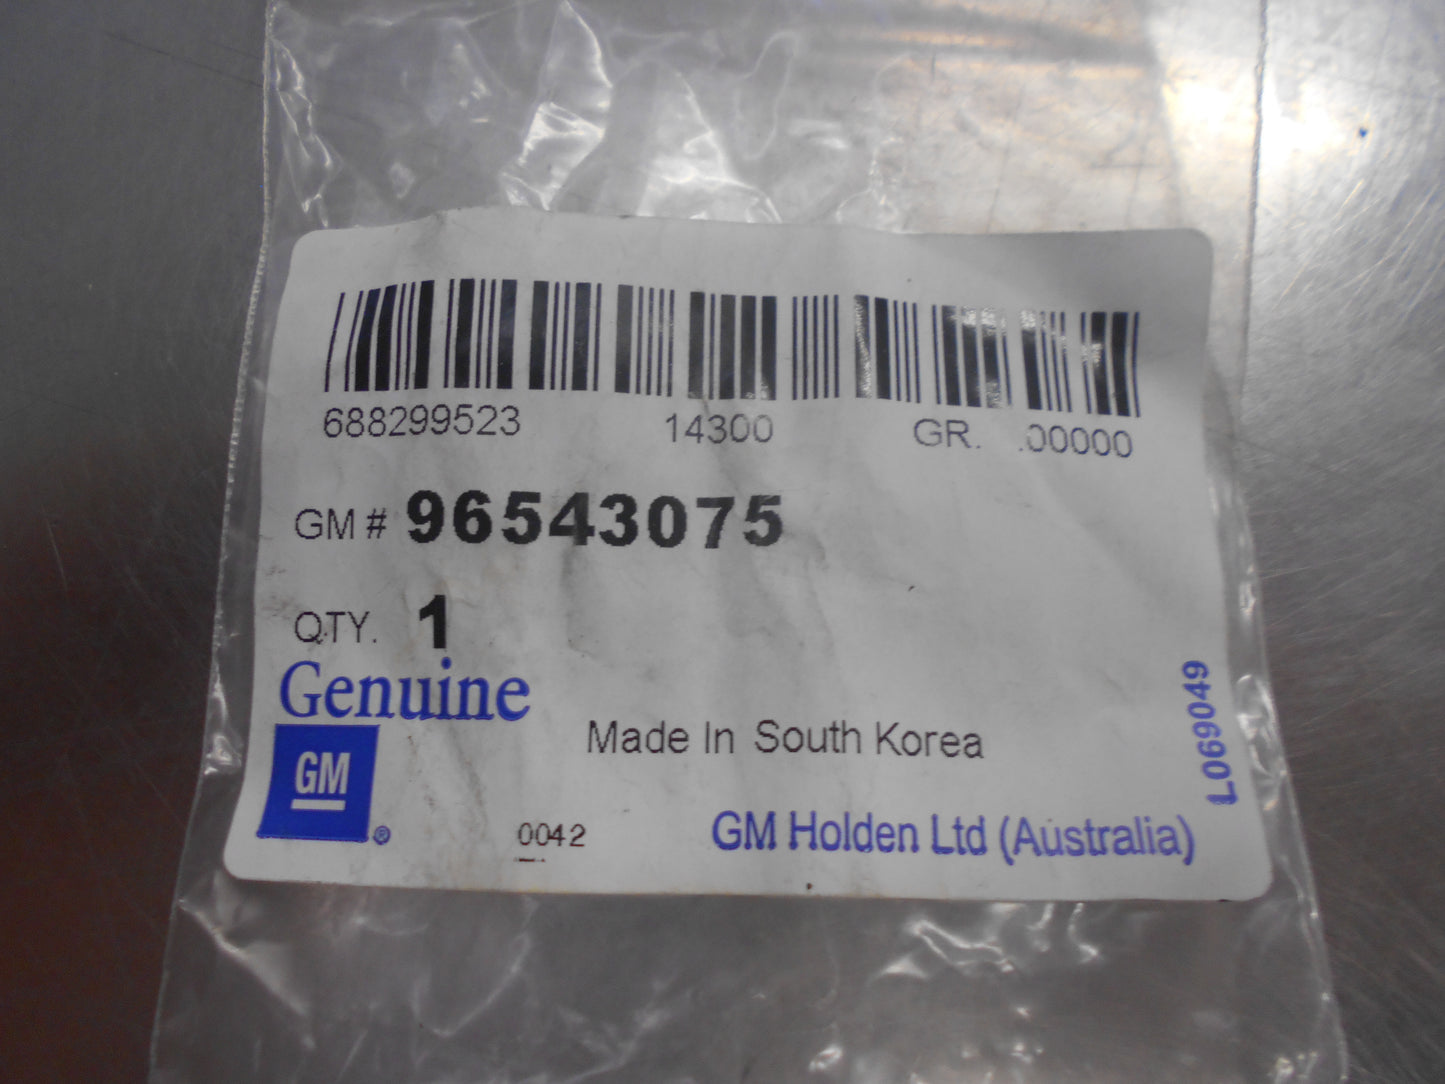 688299523 14300 GR. .00000
GM # 96543075
QTY. 1
Genuine
GM ®
Made In South Korea
0042
GM Holden Ltd (Australia)
L069049